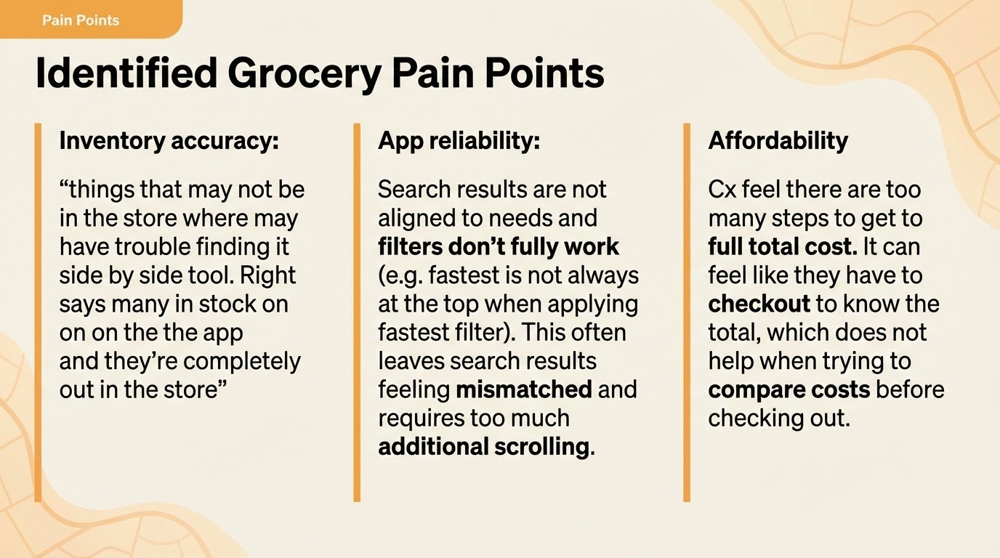 Pain Points
Identified Grocery Pain Points
Inventory accuracy:
“things that may not be
in the store where may
have trouble finding it
side by side tool. Right
says many in stock on
on on the the app
and they’re completely
out in the store”
App reliability:
Search results are not
aligned to needs and
filters don’t fully work
(e.g. fastest is not always
at the top when applying
fastest filter). This often
leaves search results
feeling mismatched and
requires too much
additional scrolling.
Affordability
Cx feel there are too
many steps to get to
full total cost. It can
feel like they have to
checkout to know the
total, which does not
help when trying to
compare costs before
checking out.